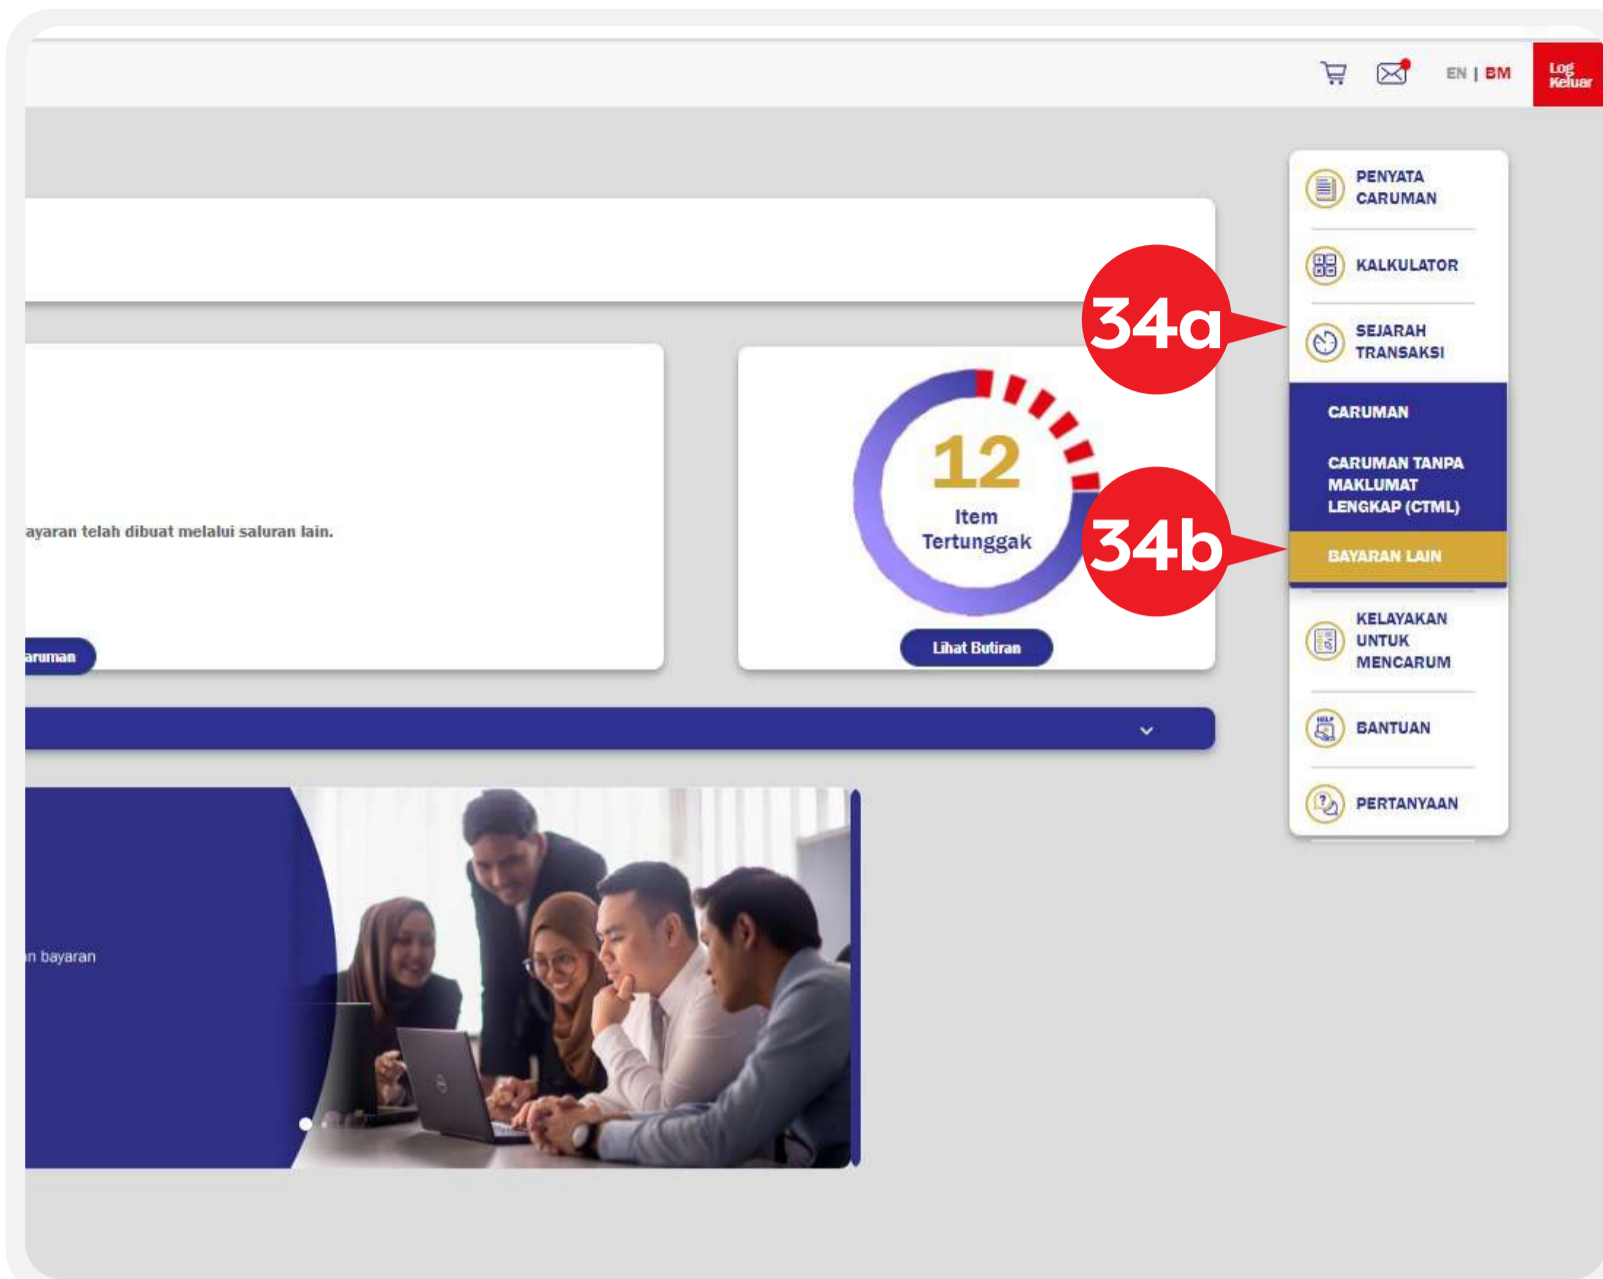 EN | BM
Log
Keluar
PENYATA
CARUMAN
KALKULATOR
34a
SEJARAH
TRANSAKSI
CARUMAN
CARUMAN TANPA
MAKLUMAT
LENGKAP (CTML)
34b
BAYARAN LAIN
KELAYAKAN
UNTUK
MENCARUM
HELP
BANTUAN
PERTANYAAN
ayaran telah dibuat melalui saluran lain.
aruman
12
Item
Tertunggak
Lihat Butiran
n bayaran